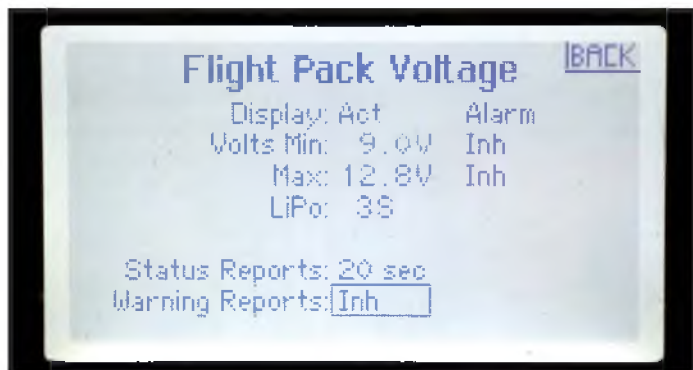 Flight Pack Voltage
BACK
Display: Act Alarm
Volts Min: 9.0V Inh
Max: 12.8V Inh
LiPo: 3S
Status Reports: 20 sec
Warning Reports: Inh